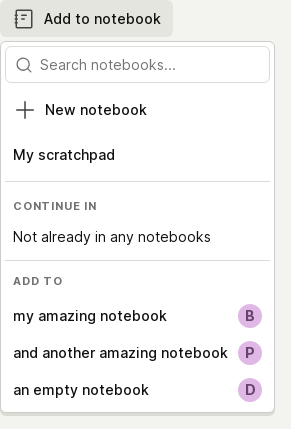 Add to notebook
Search notebooks...
New notebook
My scratchpad
CONTINUE IN
Not already in any notebooks
ADD TO
my amazing notebook B
and another amazing notebook P
an empty notebook D